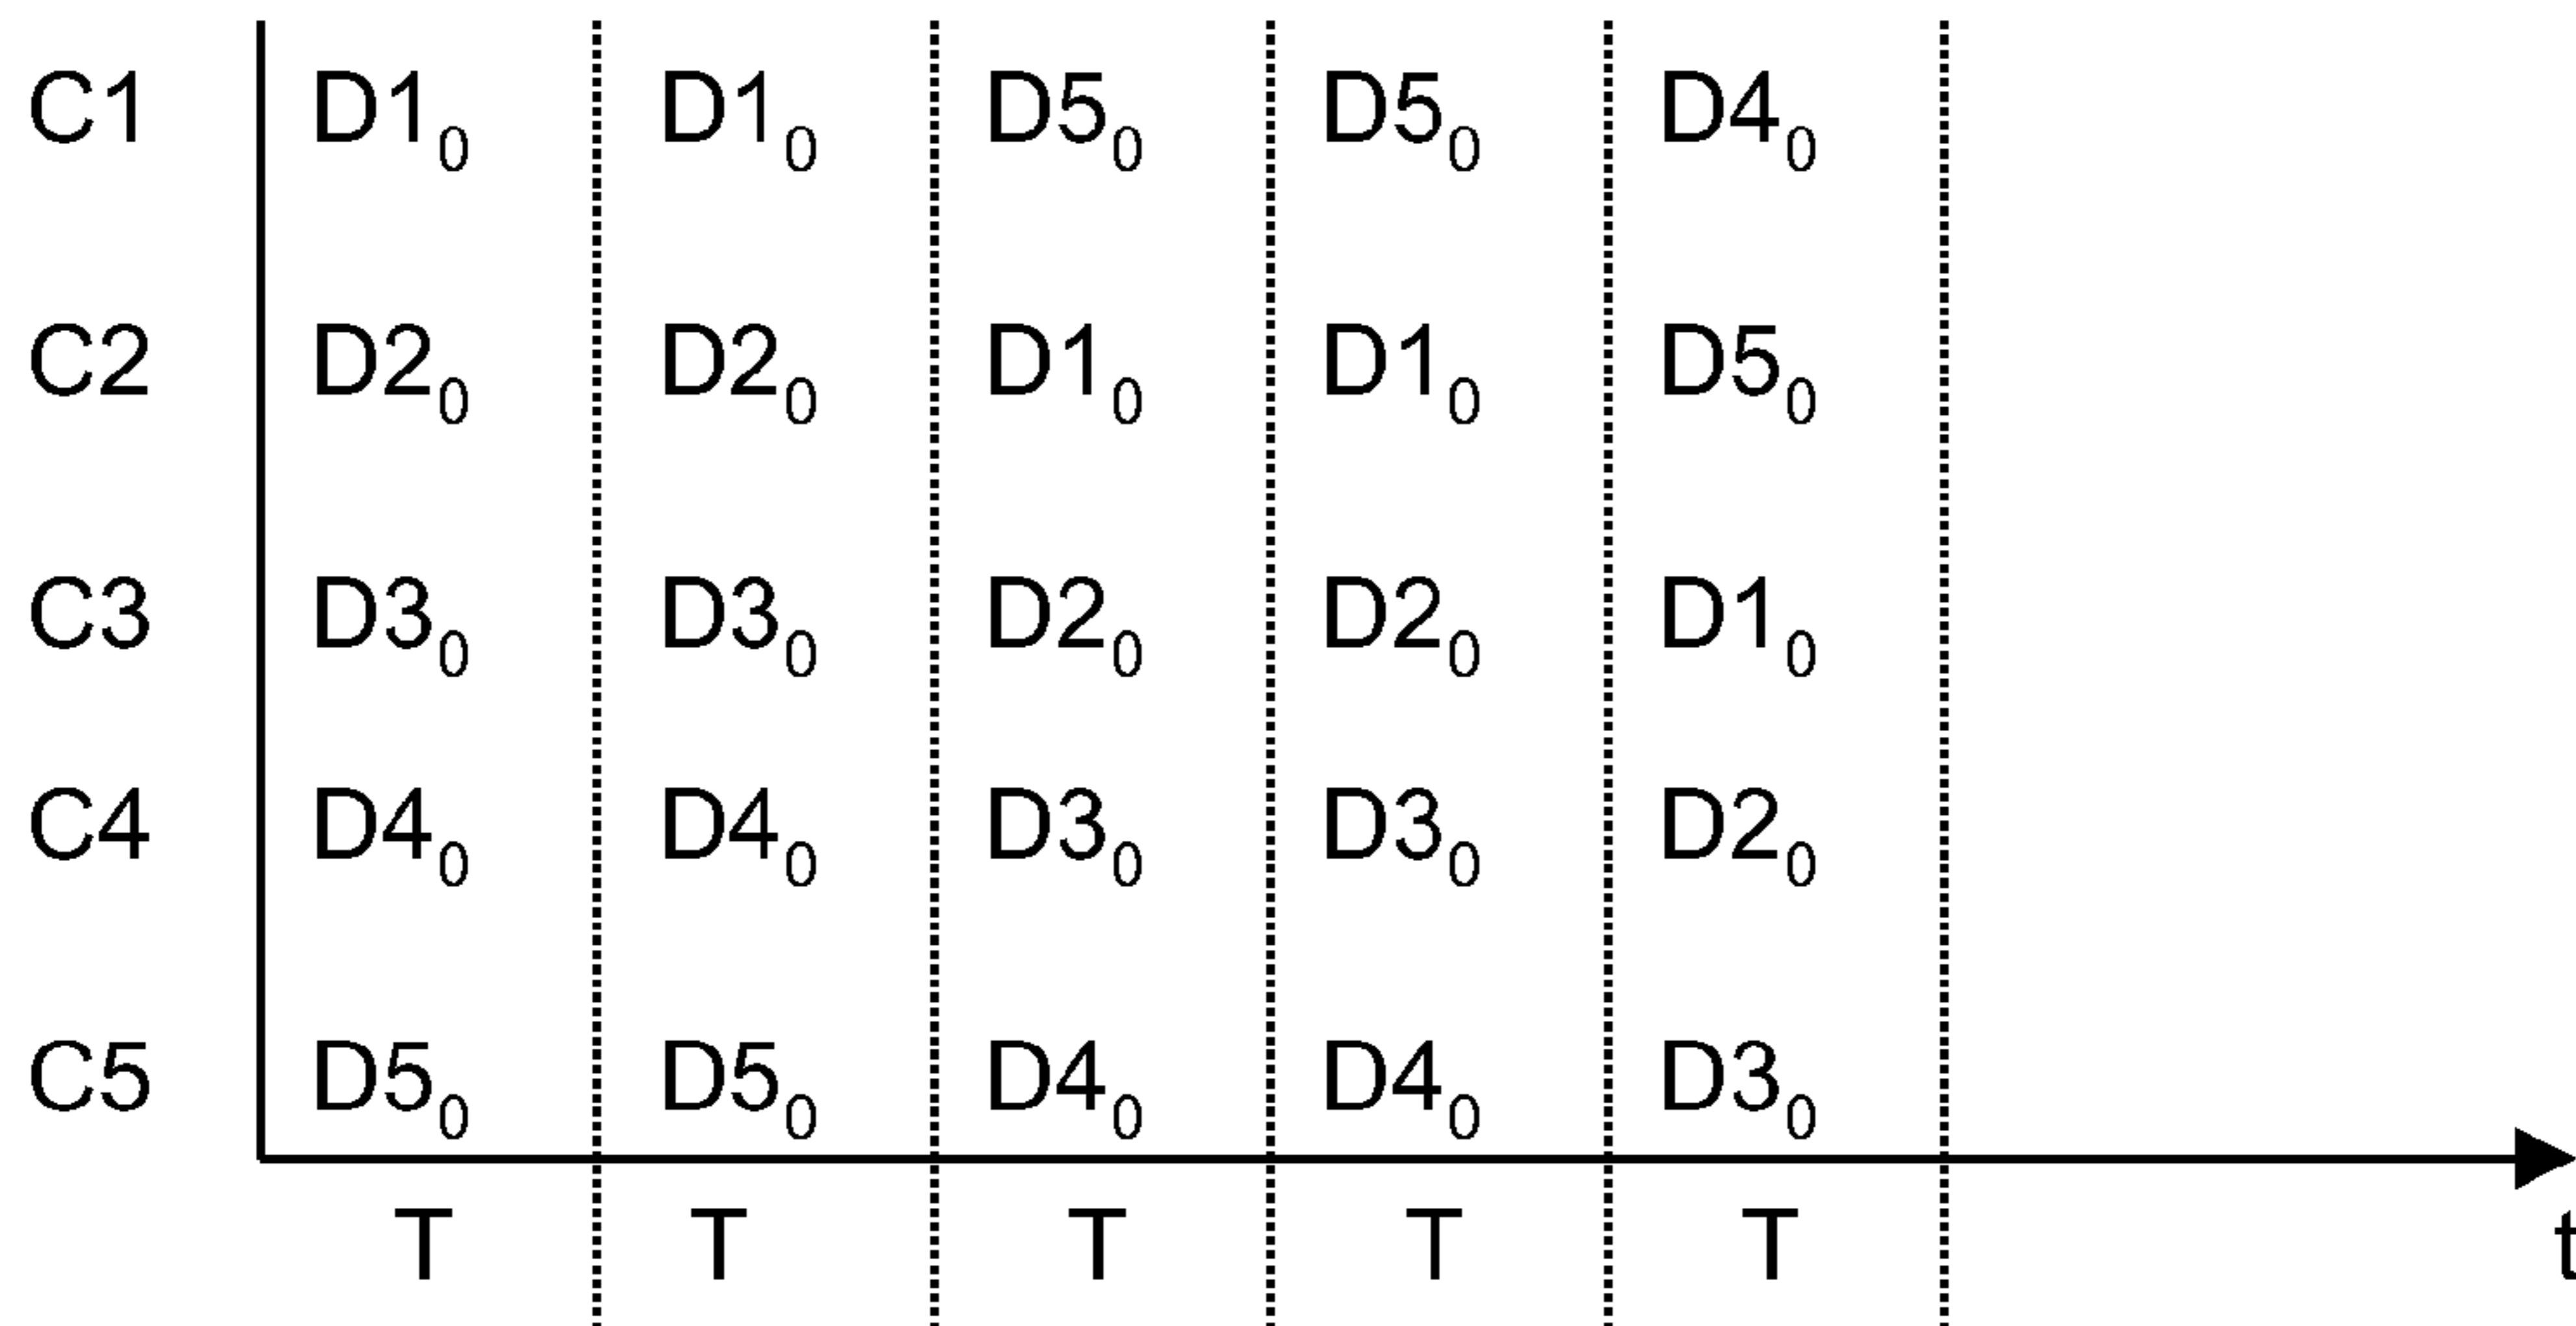 C1 D1₀ D1₀ D5₀ D5₀ D4₀
C2 D2₀ D2₀ D1₀ D1₀ D5₀
C3 D3₀ D3₀ D2₀ D2₀ D1₀
C4 D4₀ D4₀ D3₀ D3₀ D2₀
C5 D5₀ D5₀ D4₀ D4₀ D3₀
T T T T T t